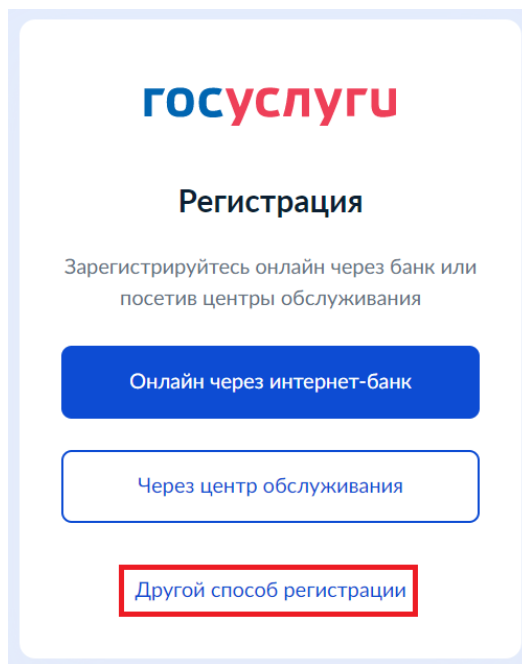 госуслуги
Регистрация
Зарегистрируйтесь онлайн через банк или
посетив центры обслуживания
Онлайн через интернет-банк
Через центр обслуживания
Другой способ регистрации